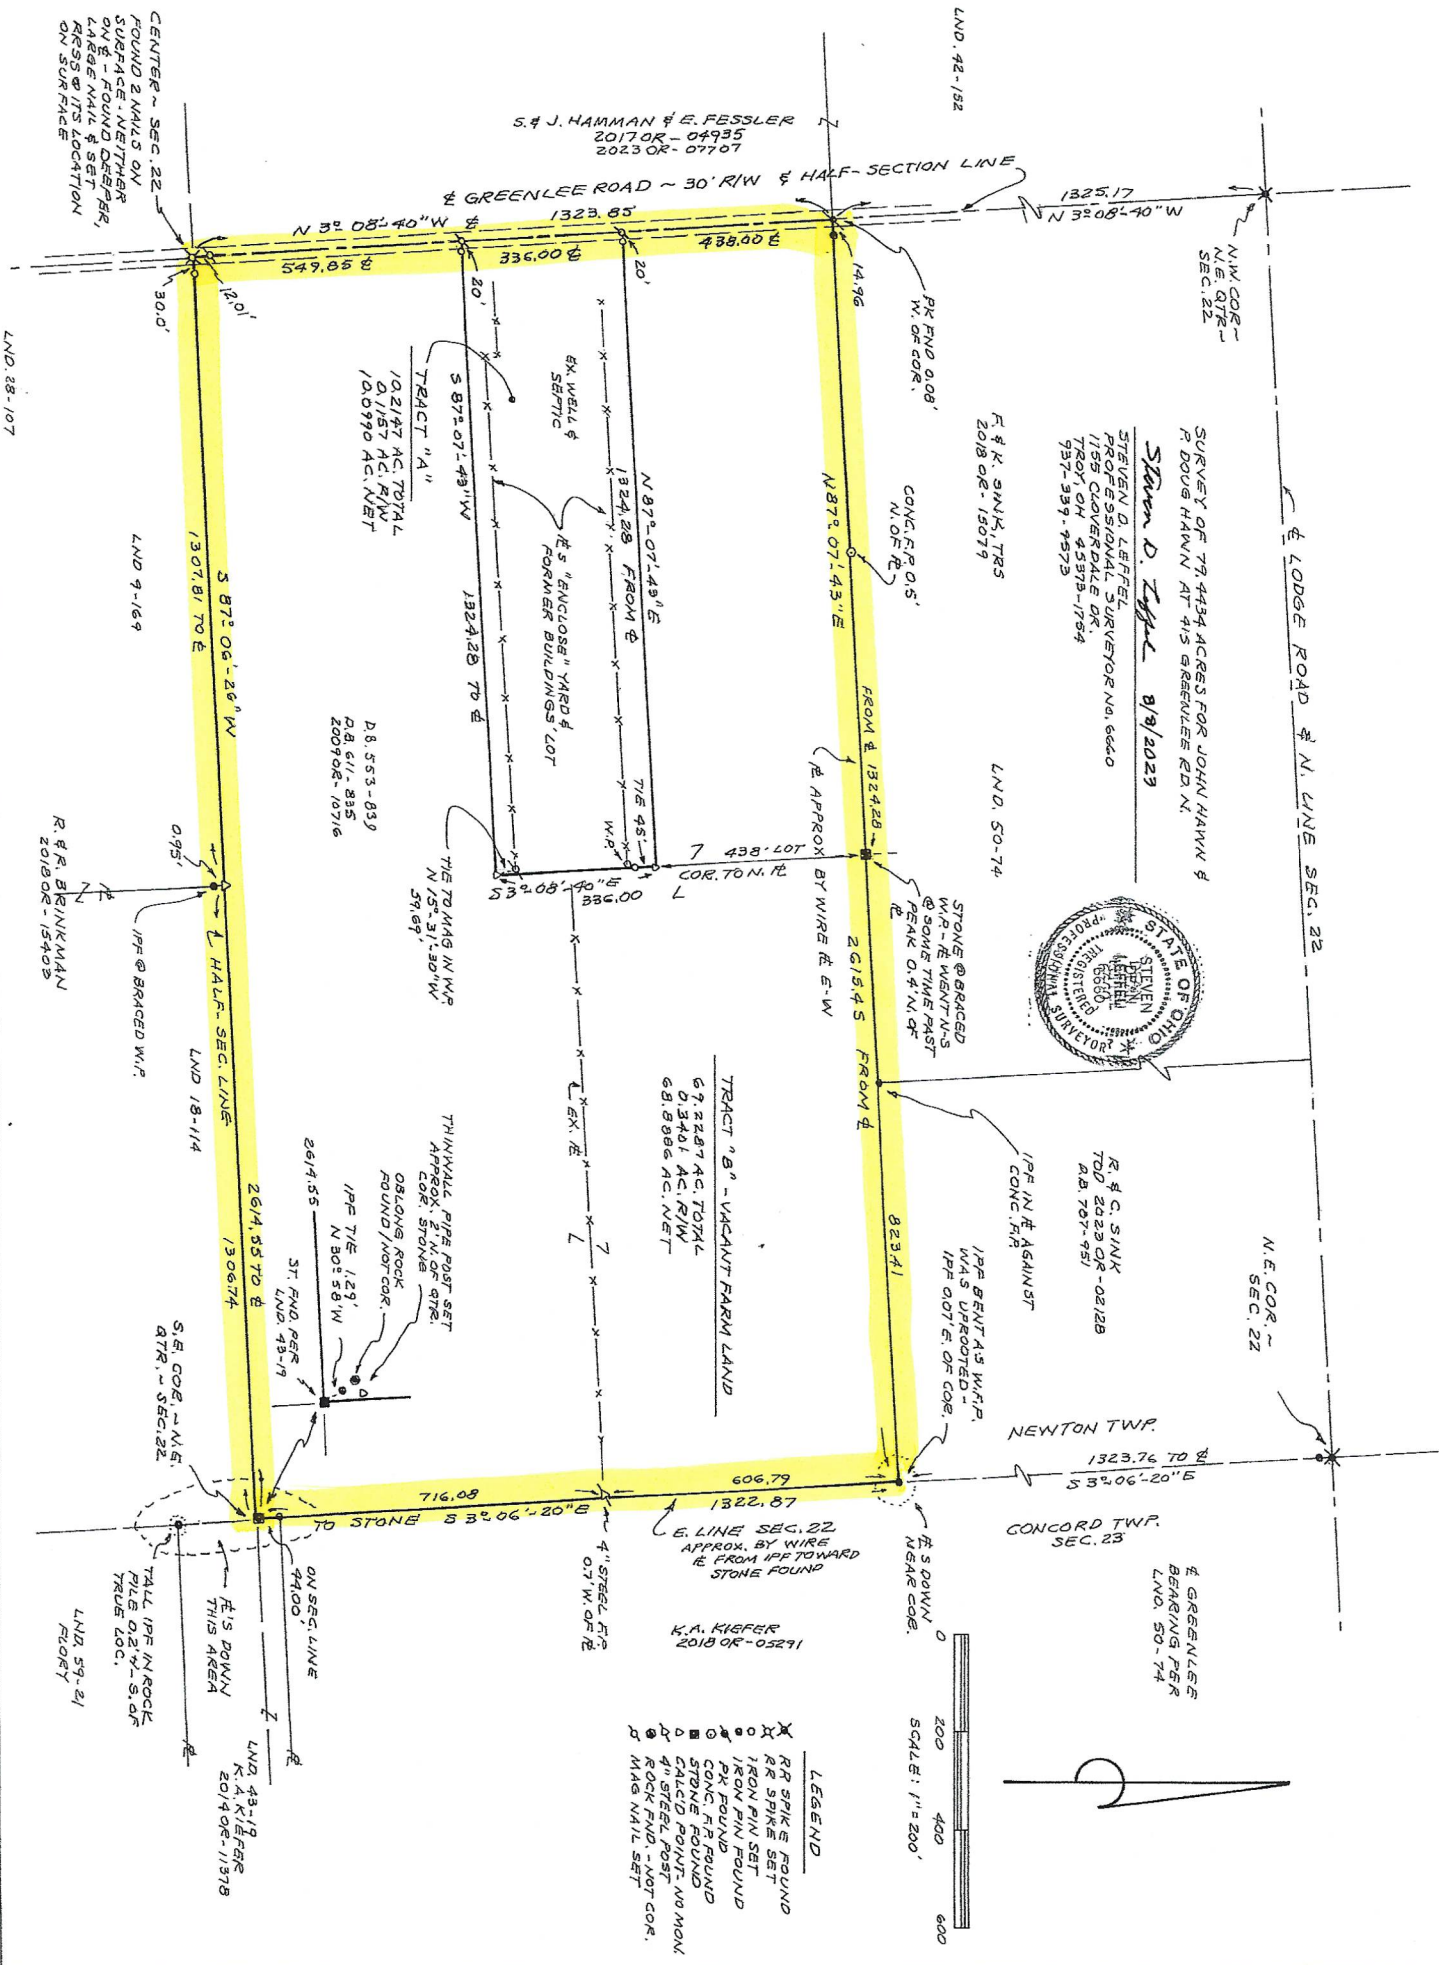 LND. 42-152
S. & J. HAMMAN & E. FESSLER
2017 OR - 04935
2023 OR - 07707
℄ GREENLEE ROAD ~ 30' R/W & HALF-SECTION LINE
1325.17
N 3º 08'-40" W
N.W. COR ~
N.E. QTR ~
SEC. 22
℄ LODGE ROAD & N. LINE SEC. 22
N.E. COR. ~
SEC. 22
CENTER ~ SEC. 22
FOUND 2 NAILS ON
SURFACE - NEITHER
ON ℄ - FOUND DEEPER,
LARGE NAIL & SET
RRSS @ ITS LOCATION
ON SURFACE
N 3º 08'-40" W ℄
1323.85
549.85 ℄
336.00 ℄
438.00 ℄
30.0'
12.01'
20'
20'
14.96
PK FND 0.08'
W. OF COR.
SURVEY OF 79.4434 ACRES FOR JOHN HAWN &
P. DOUG HAWN AT 415 GREENLEE RD. N.
Steven D. Leffel 8/8/2023
STEVEN D. LEFFEL
PROFESSIONAL SURVEYOR NO. 6660
1155 CLOVERDALE DR.
TROY, OH 45373-1754
937-339-9573
STATE OF OHIO
STEVEN
LEFFEL
6660
REGISTERED
PROFESSIONAL SURVEYOR
F. & K. SINK, TRS
2018 OR - 15079
LND. 50-74
CONC. F.P. 0.5'
N. OF ⅊
N 87º 07'-43" E
FROM ℄ 1324.28
⅊ APPROX BY WIRE ⅊ E-W
STONE @ BRACED
W.P. - ⅊ WENT N-S
@ SOME TIME PAST
PEAK 0.4' N. OF
⅊
2615.45 FROM ℄
823.41
IPF IN ⅊ AGAINST
CONC. F.P.
R. & C. SINK
TOD 2023 OR - 02128
D.B. 787-951
IPF BENT AS W.F.P.
WAS UPROOTED -
IPF 0.07' E. OF COR.
NEWTON TWP.
1323.76 TO ℄
S 3º 06'-20" E
CONCORD TWP.
SEC. 23
⅊'S DOWN
NEAR COR.
℄ GREENLEE
BEARING PER
LND. 50-74
EX. WELL &
SEPTIC
N 87º-07'-43" E
1324.28 FROM ℄
⅊'S "ENCLOSE" YARD &
FORMER BUILDINGS' LOT
TIE 45'
W.P.
438' LOT
COR. TO N. ⅊
S 3º-08'-40" E
336.00
TRACT "A"
10.2147 AC. TOTAL
0.1157 AC. R/W
10.0990 AC. NET
S 87º-07'-43" W
1324.28 TO ℄
TIE TO MAG IN W.P.
N 15º-31'-30" W
59.69'
D.B. 553-839
D.B. 611-835
2009 OR - 10716
TRACT "B" - VACANT FARM LAND
69.2287 AC. TOTAL
0.3401 AC. R/W
68.8886 AC. NET
EX. ⅊
LND. 28-107
LND 9-169
1307.81 TO ℄
S 87º 06'-26" W
0.95'
HALF-SEC. LINE
IPF @ BRACED W.P.
R. & P. BRINKMAN
2018 OR - 15403
LND 18-114
2614.55 TO ℄
1306.74
THINWALL PIPE POST SET
APPROX. 2' N. OF QTR.
COR. STONE
OBLONG ROCK
FOUND / NOT COR.
IPF TIE 1.29'
N 30º 58' W
2614.55
ST. FND. PER
LND. 43-19
S.E. COR. ~ N.E.
QTR. ~ SEC. 22
716.08
606.79
TO STONE S 3º 06'-20" E
1322.87
E. LINE SEC. 22
APPROX. BY WIRE
⅊ FROM IPF TOWARD
STONE FOUND
4" STEEL F.P.
0.7' W. OF ⅊
K.A. KIEFER
2018 OR - 05291
ON SEC. LINE
44.00'
⅊'S DOWN
THIS AREA
TALL IPF IN ROCK
PILE 0.2' N-S. OF
TRUE LOC.
LND. 59-21
FLORY
LND. 43-19
K.A. KIEFER
2014 OR - 11378
0 200 400 600
SCALE: 1" = 200'
LEGEND
RR SPIKE FOUND
RR SPIKE SET
IRON PIN SET
IRON PIN FOUND
PK FOUND
CONC. F.P. FOUND
STONE FOUND
CALC'D POINT - NO MON.
4" STEEL POST
ROCK FND. - NOT COR.
MAG NAIL SET